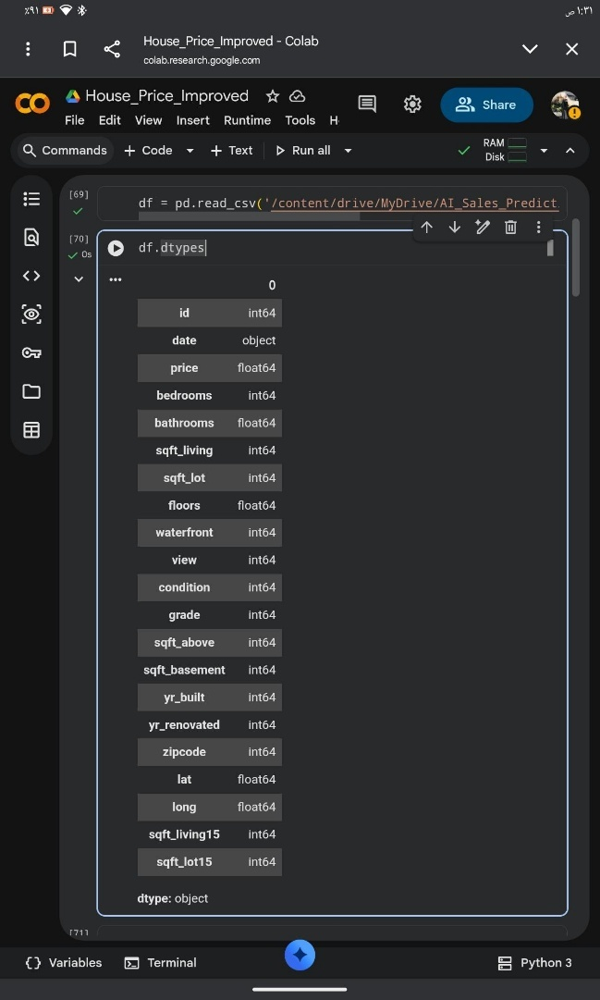 ٪٩١ ١:٣١ ص
House_Price_Improved - Colab
colab.research.google.com
House_Price_Improved Share
File Edit View Insert Runtime Tools H
Commands + Code + Text Run all RAM
Disk
[69] df = pd.read_csv('/content/drive/MyDrive/AI_Sales_Predict
[70] df.dtypes
0s
0
id int64
date object
price float64
bedrooms int64
bathrooms float64
sqft_living int64
sqft_lot int64
floors float64
waterfront int64
view int64
condition int64
grade int64
sqft_above int64
sqft_basement int64
yr_built int64
yr_renovated int64
zipcode int64
lat float64
long float64
sqft_living15 int64
sqft_lot15 int64
dtype: object
[71]
{} Variables Terminal Python 3